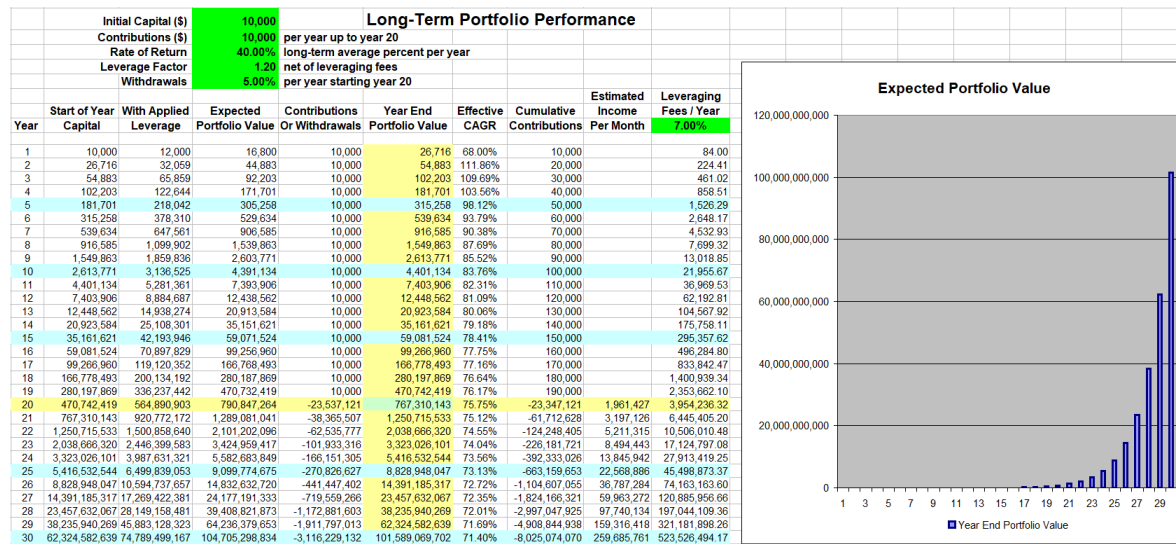 Initial Capital ($) 10,000 Long-Term Portfolio Performance
Contributions ($) 10,000 per year up to year 20
Rate of Return 40.00% long-term average percent per year
Leverage Factor 1.20 net of leveraging fees
Withdrawals 5.00% per year starting year 20
Estimated Leveraging
Start of Year With Applied Expected Contributions Year End Effective Cumulative Income Fees / Year
Year Capital Leverage Portfolio Value Or Withdrawals Portfolio Value CAGR Contributions Per Month 7.00%
1 10,000 12,000 16,800 10,000 26,716 68.00% 10,000 84.00
2 26,716 32,059 44,883 10,000 54,883 111.86% 20,000 224.41
3 54,883 65,859 92,203 10,000 102,203 109.69% 30,000 461.02
4 102,203 122,644 171,701 10,000 181,701 103.56% 40,000 858.51
5 181,701 218,042 305,258 10,000 315,258 98.12% 50,000 1,526.29
6 315,258 378,310 529,634 10,000 539,634 93.79% 60,000 2,648.17
7 539,634 647,561 906,585 10,000 916,585 90.38% 70,000 4,532.93
8 916,585 1,099,902 1,539,863 10,000 1,549,863 87.69% 80,000 7,699.32
9 1,549,863 1,859,836 2,603,771 10,000 2,613,771 85.52% 90,000 13,018.85
10 2,613,771 3,136,525 4,391,134 10,000 4,401,134 83.76% 100,000 21,955.67
11 4,401,134 5,281,361 7,393,906 10,000 7,403,906 82.31% 110,000 36,969.53
12 7,403,906 8,884,687 12,438,562 10,000 12,448,562 81.09% 120,000 62,192.81
13 12,448,562 14,938,274 20,913,584 10,000 20,923,584 80.06% 130,000 104,567.92
14 20,923,584 25,108,301 35,151,621 10,000 35,161,621 79.18% 140,000 175,758.11
15 35,161,621 42,193,946 59,071,524 10,000 59,081,524 78.41% 150,000 295,357.62
16 59,081,524 70,897,829 99,256,960 10,000 99,266,960 77.75% 160,000 496,284.80
17 99,266,960 119,120,352 166,768,493 10,000 166,778,493 77.16% 170,000 833,842.47
18 166,778,493 200,134,192 280,187,869 10,000 280,197,869 76.64% 180,000 1,400,939.34
19 280,197,869 336,237,442 470,732,419 10,000 470,742,419 76.17% 190,000 2,353,662.10
20 470,742,419 564,890,903 790,847,264 -23,537,121 767,310,143 75.75% -23,347,121 1,961,427 3,954,236.32
21 767,310,143 920,772,172 1,289,081,041 -38,365,507 1,250,715,533 75.12% -61,712,628 3,197,126 6,445,405.20
22 1,250,715,533 1,500,858,640 2,101,202,096 -62,535,777 2,038,666,320 74.55% -124,248,405 5,211,315 10,506,010.48
23 2,038,666,320 2,446,399,583 3,424,959,417 -101,933,316 3,323,026,101 74.04% -226,181,721 8,494,443 17,124,797.08
24 3,323,026,101 3,987,631,321 5,582,683,849 -166,151,305 5,416,532,544 73.56% -392,333,026 13,845,942 27,913,419.25
25 5,416,532,544 6,499,839,053 9,099,774,675 -270,826,627 8,828,948,047 73.13% -663,159,653 22,568,886 45,498,873.37
26 8,828,948,047 10,594,737,657 14,832,632,720 -441,447,402 14,391,185,317 72.72% -1,104,607,055 36,787,284 74,163,163.60
27 14,391,185,317 17,269,422,381 24,177,191,333 -719,559,266 23,457,632,067 72.35% -1,824,166,321 59,963,272 120,885,956.66
28 23,457,632,067 28,149,158,481 39,408,821,873 -1,172,881,603 38,235,940,269 72.01% -2,997,047,925 97,740,134 197,044,109.36
29 38,235,940,269 45,883,128,323 64,236,379,653 -1,911,797,013 62,324,582,639 71.69% -4,908,844,938 159,316,418 321,181,898.26
30 62,324,582,639 74,789,499,167 104,705,298,834 -3,116,229,132 101,589,069,702 71.40% -8,025,074,070 259,685,761 523,526,494.17
Expected Portfolio Value
120,000,000,000
100,000,000,000
80,000,000,000
60,000,000,000
40,000,000,000
20,000,000,000
0
1 3 5 7 9 11 13 15 17 19 21 23 25 27 29
Year End Portfolio Value